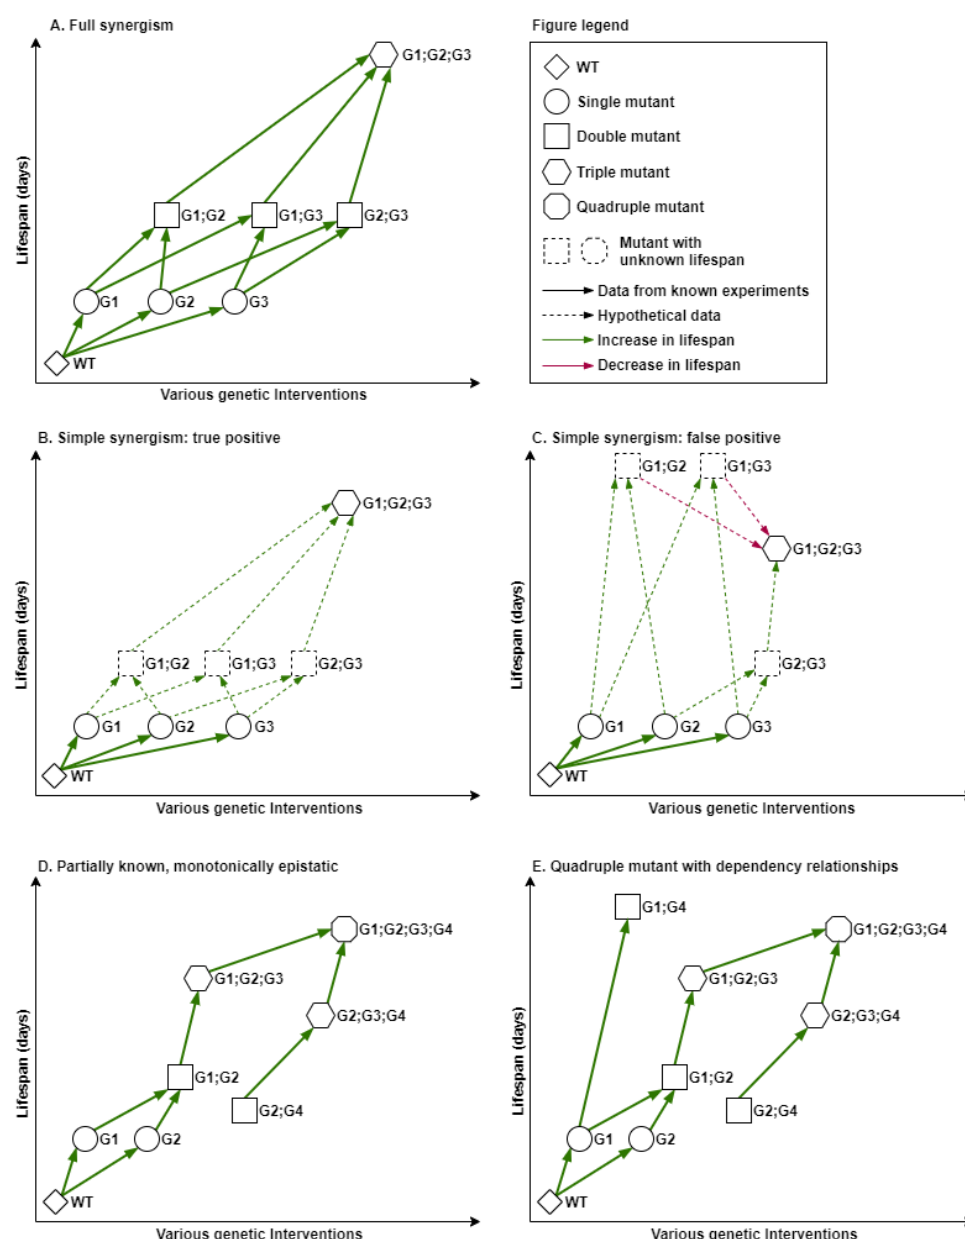 A. Full synergism
Lifespan (days)
G1;G2;G3
G1;G2
G1;G3
G2;G3
G1
G2
G3
WT
Various genetic Interventions
Figure legend
WT
Single mutant
Double mutant
Triple mutant
Quadruple mutant
Mutant with
unknown lifespan
Data from known experiments
Hypothetical data
Increase in lifespan
Decrease in lifespan
B. Simple synergism: true positive
Lifespan (days)
G1;G2;G3
G1;G2
G1;G3
G2;G3
G1
G2
G3
WT
Various genetic Interventions
C. Simple synergism: false positive
Lifespan (days)
G1;G2
G1;G3
G1;G2;G3
G2;G3
G1
G2
G3
WT
Various genetic Interventions
D. Partially known, monotonically epistatic
Lifespan (days)
G1;G2;G3;G4
G1;G2;G3
G2;G3;G4
G1;G2
G2;G4
G1
G2
WT
Various genetic Interventions
E. Quadruple mutant with dependency relationships
Lifespan (days)
G1;G4
G1;G2;G3;G4
G1;G2;G3
G2;G3;G4
G1;G2
G2;G4
G1
G2
WT
Various genetic Interventions